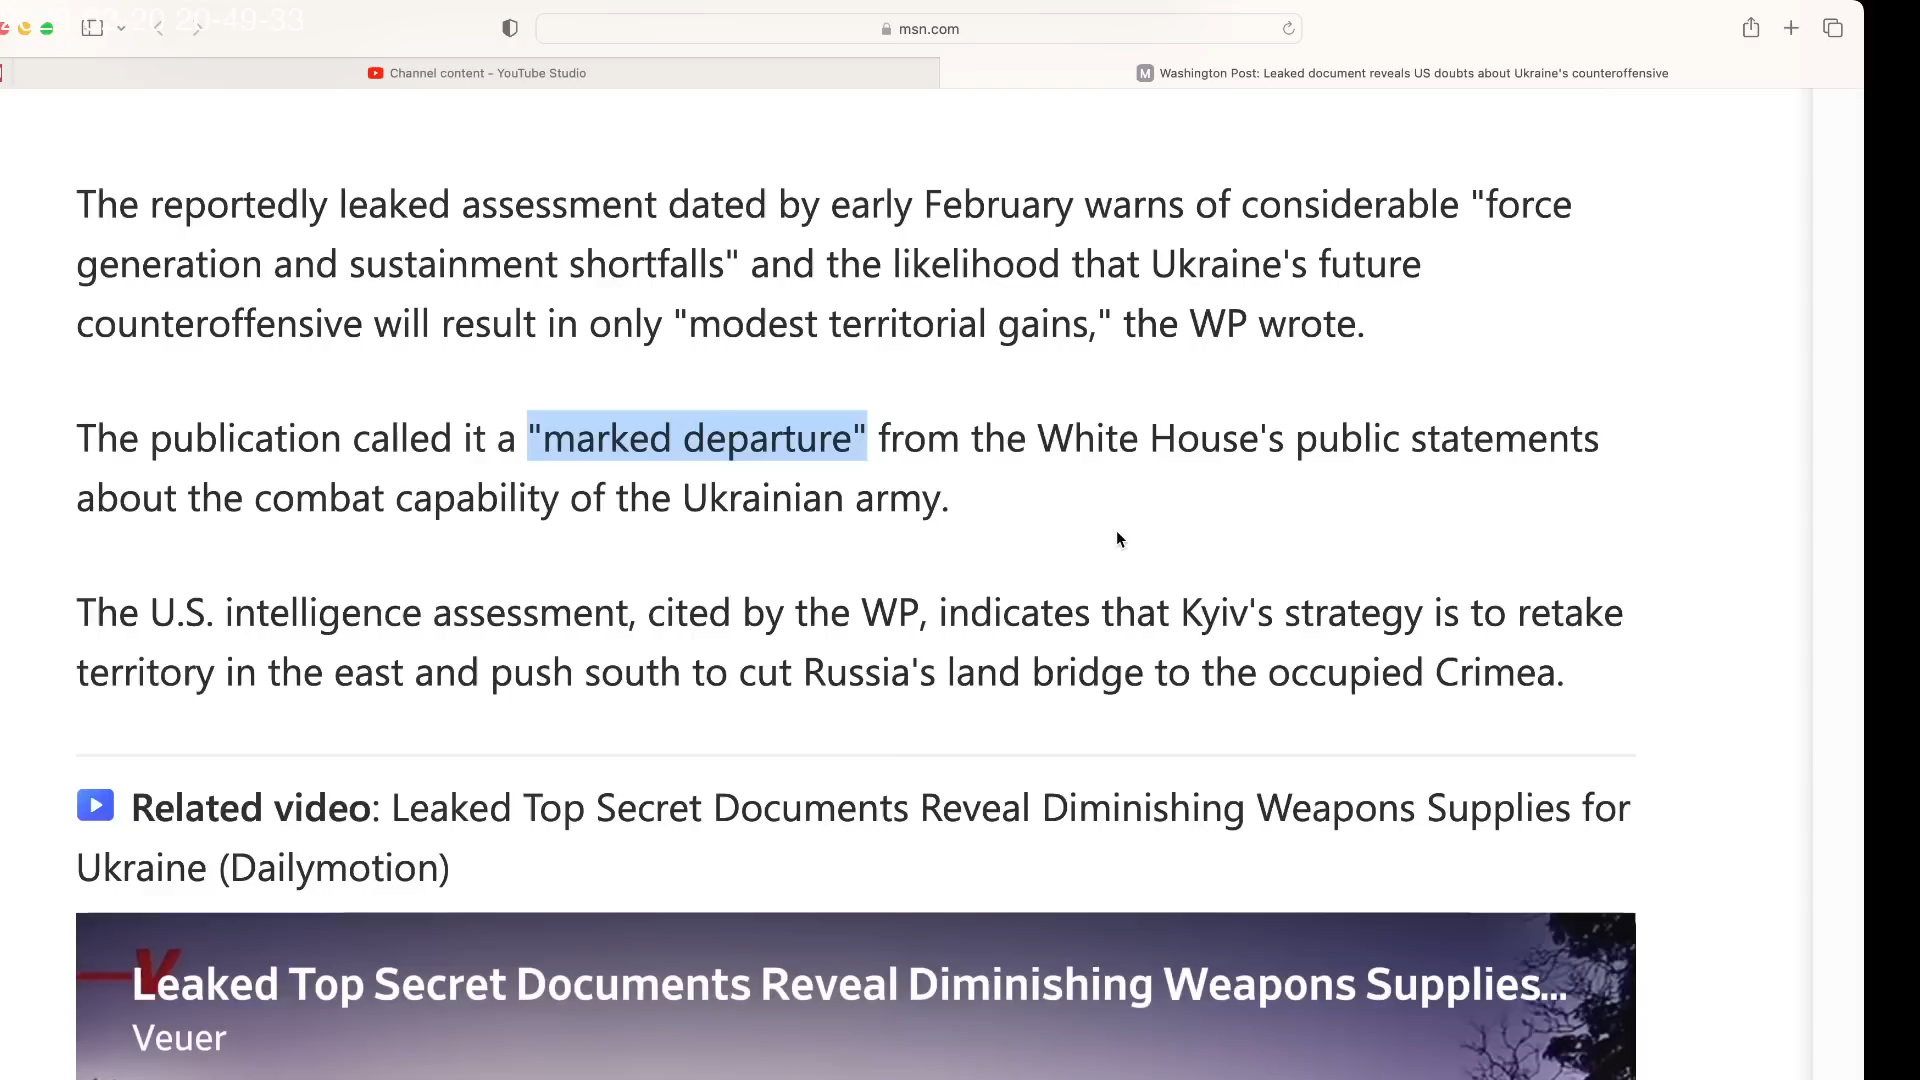 20 20-49-33
msn.com
Channel content - YouTube Studio
M Washington Post: Leaked document reveals US doubts about Ukraine's counteroffensive
The reportedly leaked assessment dated by early February warns of considerable "force
generation and sustainment shortfalls" and the likelihood that Ukraine's future
counteroffensive will result in only "modest territorial gains," the WP wrote.
The publication called it a "marked departure" from the White House's public statements
about the combat capability of the Ukrainian army.
The U.S. intelligence assessment, cited by the WP, indicates that Kyiv's strategy is to retake
territory in the east and push south to cut Russia's land bridge to the occupied Crimea.
Related video: Leaked Top Secret Documents Reveal Diminishing Weapons Supplies for
Ukraine (Dailymotion)
V
Leaked Top Secret Documents Reveal Diminishing Weapons Supplies...
Veuer